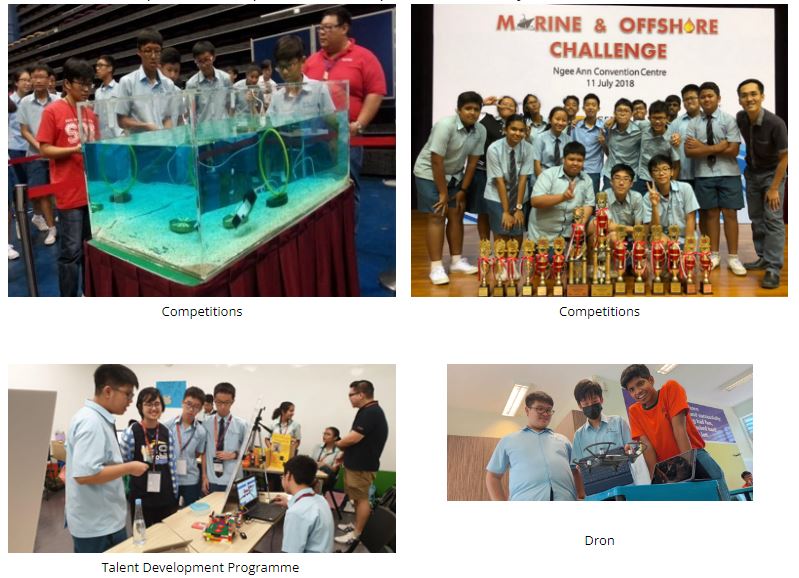 MARINE & OFFSHORE
CHALLENGE
Ngee Ann Convention Centre
11 July 2018
Competitions
Competitions
Talent Development Programme
Dron